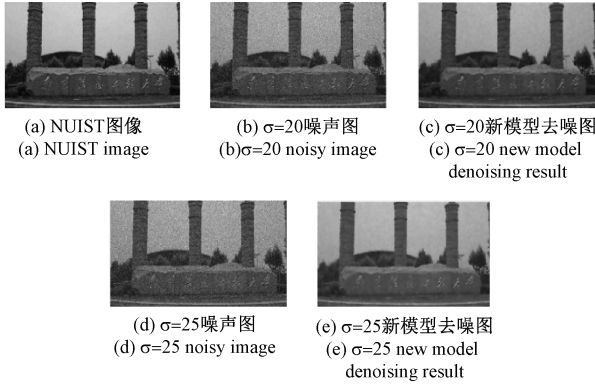 (a) NUIST图像
(a) NUIST image
(b) σ=20噪声图
(b)σ=20 noisy image
(c) σ=20新模型去噪图
(c) σ=20 new model
denoising result
(d) σ=25噪声图
(d) σ=25 noisy image
(e) σ=25新模型去噪图
(e) σ=25 new model
denoising result